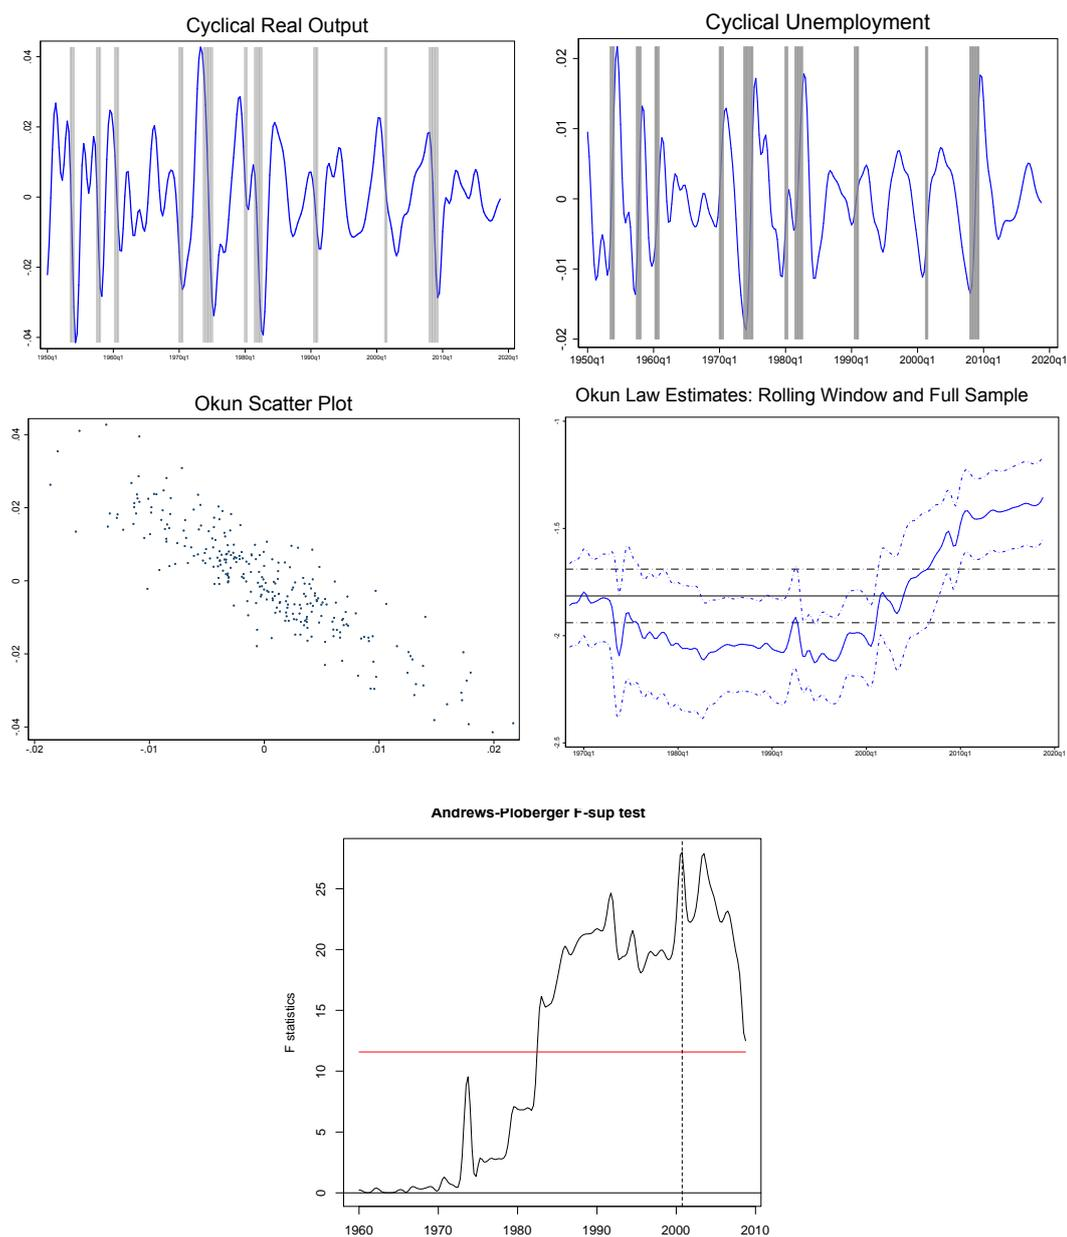 Cyclical Real Output
.04
.02
0
-.02
-.04
1950q1 1960q1 1970q1 1980q1 1990q1 2000q1 2010q1 2020q1
Cyclical Unemployment
.02
.01
0
-.01
-.02
1950q1 1960q1 1970q1 1980q1 1990q1 2000q1 2010q1 2020q1
Okun Scatter Plot
.04
.02
0
-.02
-.04
-.02 -.01 0 .01 .02
Okun Law Estimates: Rolling Window and Full Sample
-1
-1.5
-2
-2.5
1970q1 1980q1 1990q1 2000q1 2010q1 2020q1
Andrews-Ploberger F-sup test
F statistics
25
20
15
10
5
0
1960 1970 1980 1990 2000 2010